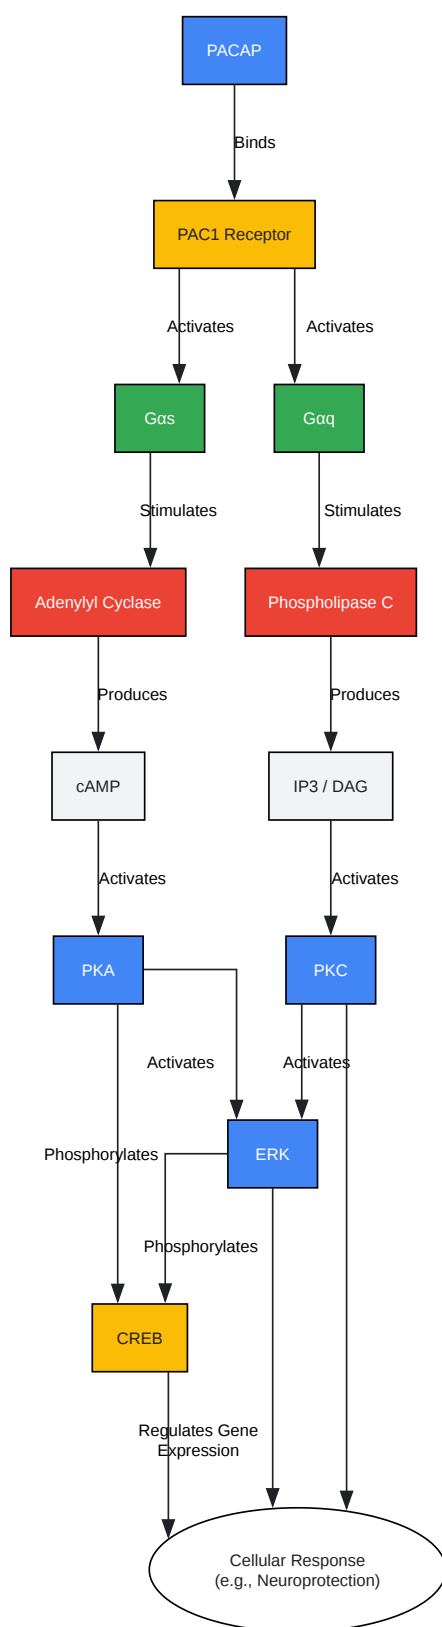 PACAP
Binds
PAC1 Receptor
Activates
Activates
Gαs
Gαq
Stimulates
Stimulates
Adenylyl Cyclase
Phospholipase C
Produces
Produces
cAMP
IP3 / DAG
Activates
Activates
PKA
PKC
Activates
Activates
Phosphorylates
ERK
Phosphorylates
CREB
Regulates Gene
Expression
Cellular Response
(e.g., Neuroprotection)